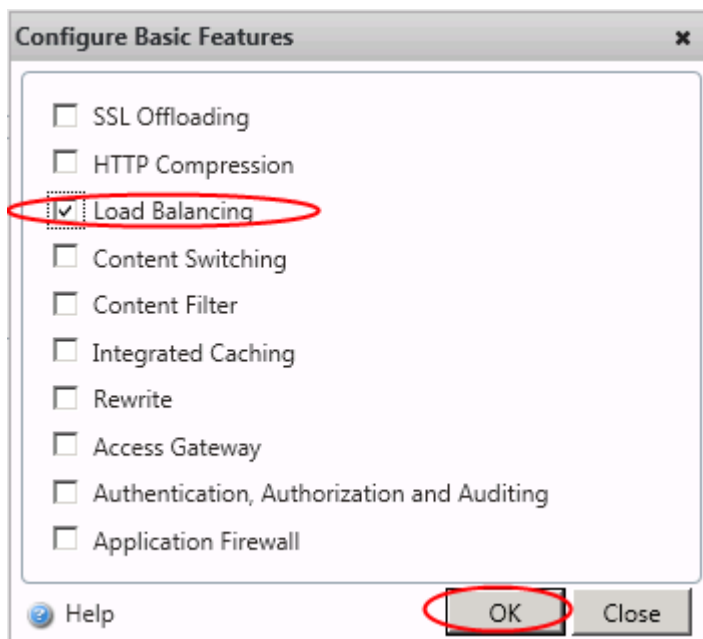 Configure Basic Features
SSL Offloading
HTTP Compression
Load Balancing
Content Switching
Content Filter
Integrated Caching
Rewrite
Access Gateway
Authentication, Authorization and Auditing
Application Firewall
Help OK Close